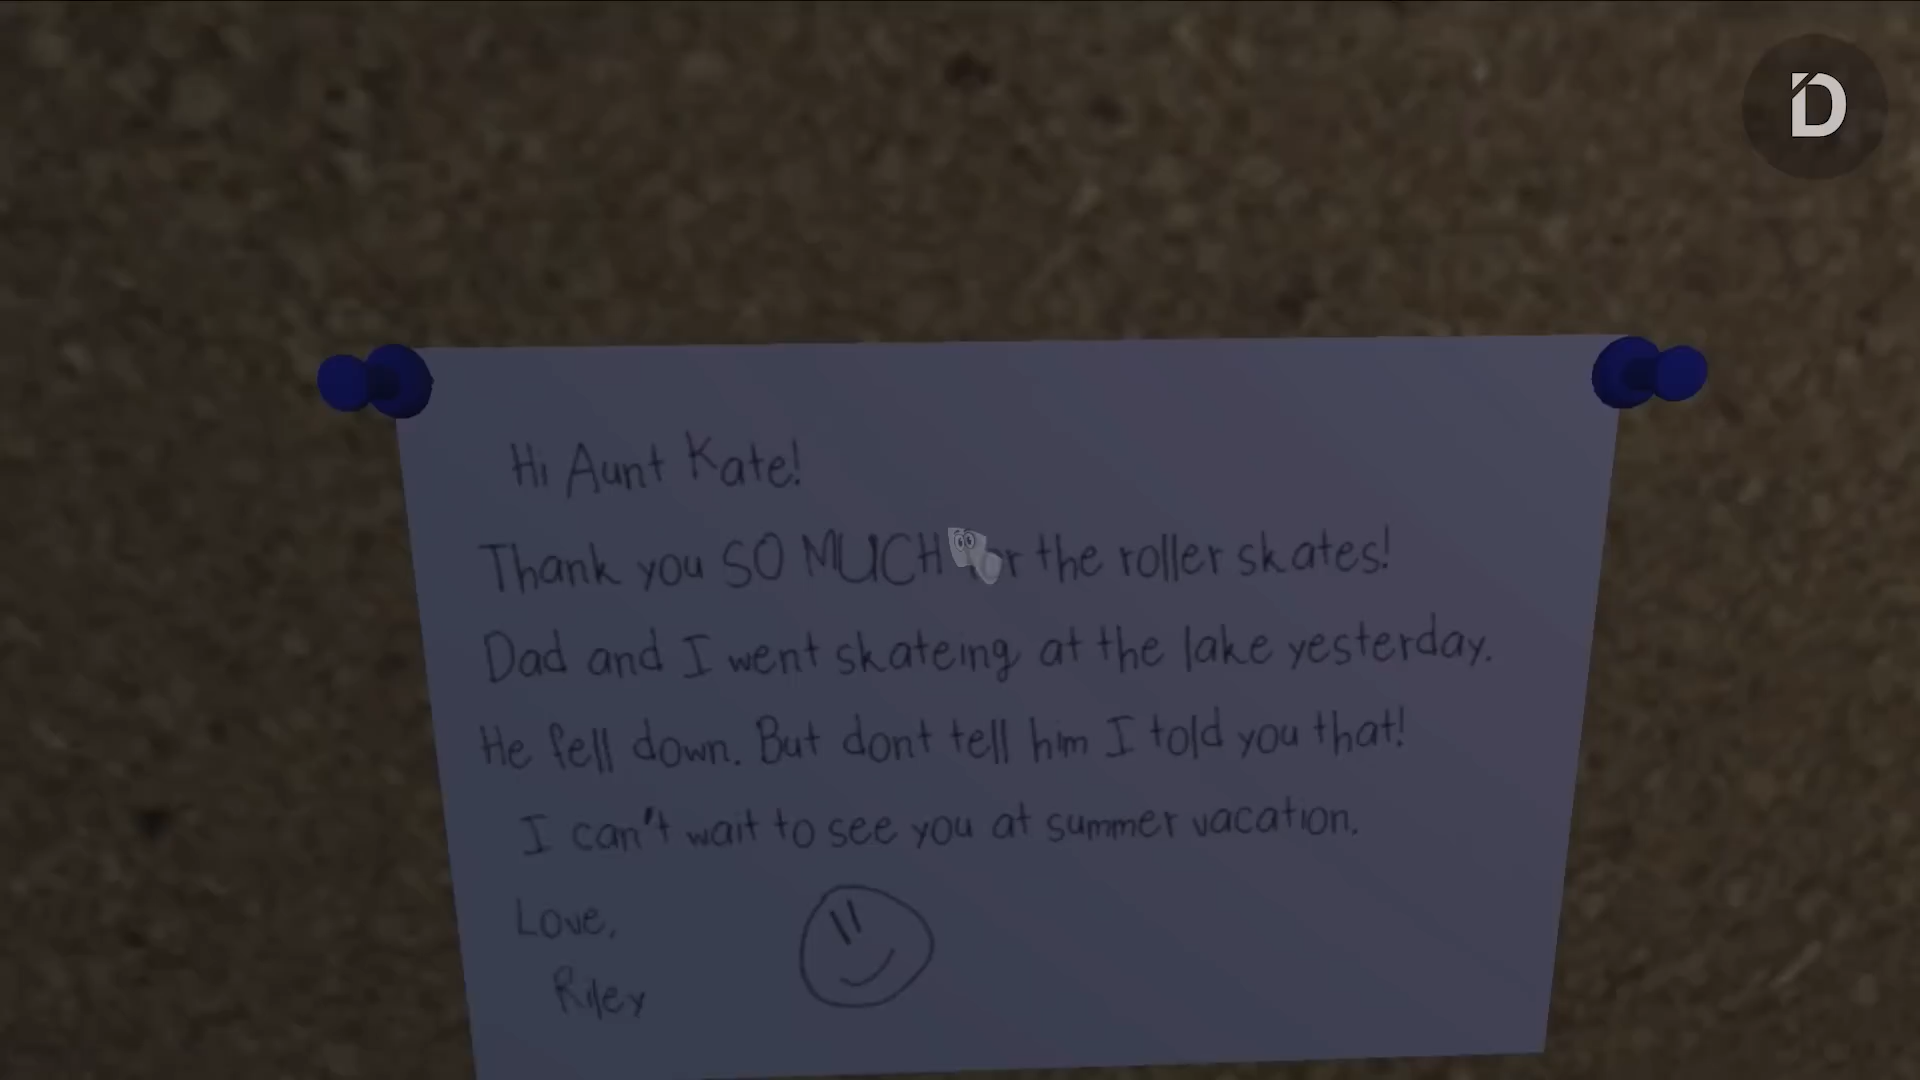 Hi Aunt Kate!
Thank you SO MUCH the roller skates!
Dad and I went skateing at the lake yesterday.
He fell down. But dont tell him I told you that!
I can't wait to see you at summer vacation.
Love,
Riley
D